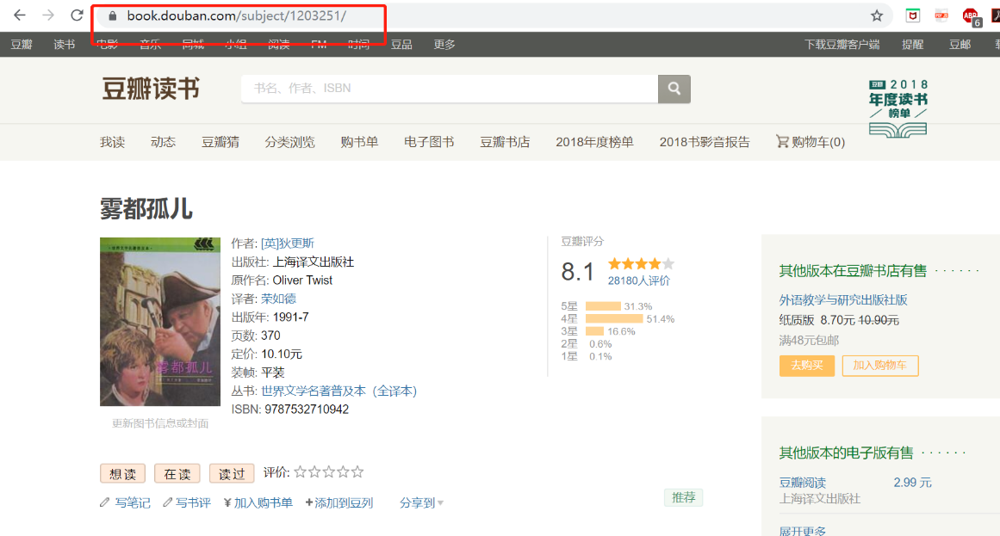 book.douban.com/subject/1203251/
ABP 6
豆瓣 读书 电影 音乐 同城 小组 阅读 FM 时间 豆品 更多 下载豆瓣客户端 提醒 豆邮
豆瓣读书 书名、作者、ISBN
豆瓣 2018
年度读书
榜单
我读 动态 豆瓣猜 分类浏览 购书单 电子图书 豆瓣书店 2018年度榜单 2018书影音报告 购物车(0)
雾都孤儿
雾都孤儿
作者: [英]狄更斯
出版社: 上海译文出版社
原作名: Oliver Twist
译者: 荣如德
出版年: 1991-7
页数: 370
定价: 10.10元
装帧: 平装
丛书: 世界文学名著普及本（全译本）
ISBN: 9787532710942
更新图书信息或封面
豆瓣评分
8.1
28180人评价
5星 31.3%
4星 51.4%
3星 16.6%
2星 0.6%
1星 0.1%
想读 在读 读过 评价:
写笔记 写书评 ¥加入购书单 +添加到豆列 分享到
推荐
其他版本在豆瓣书店有售 · · · · · ·
外语教学与研究出版社版
纸质版 8.70元 10.90元
满48元包邮
去购买 加入购物车
其他版本的电子版有售 · · · · · ·
豆瓣阅读 2.99 元
上海译文出版社
展开更多